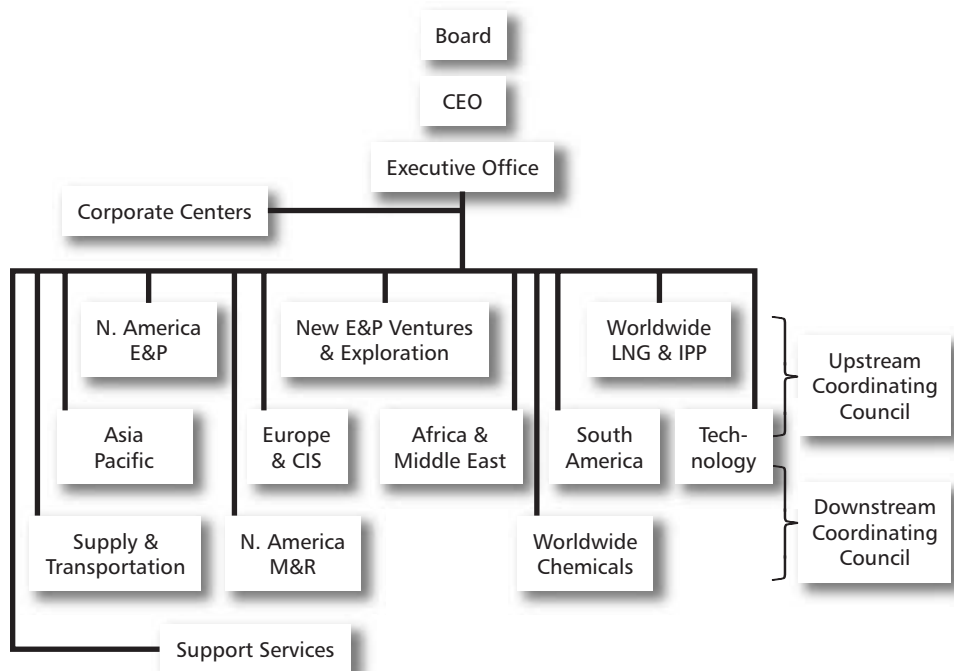 Board
CEO
Executive Office
Corporate Centers
N. America
E&P
New E&P Ventures
& Exploration
Worldwide
LNG & IPP
Upstream
Coordinating
Council
Asia
Pacific
Europe
& CIS
Africa &
Middle East
South
America
Tech-
nology
Supply &
Transportation
N. America
M&R
Worldwide
Chemicals
Downstream
Coordinating
Council
Support Services